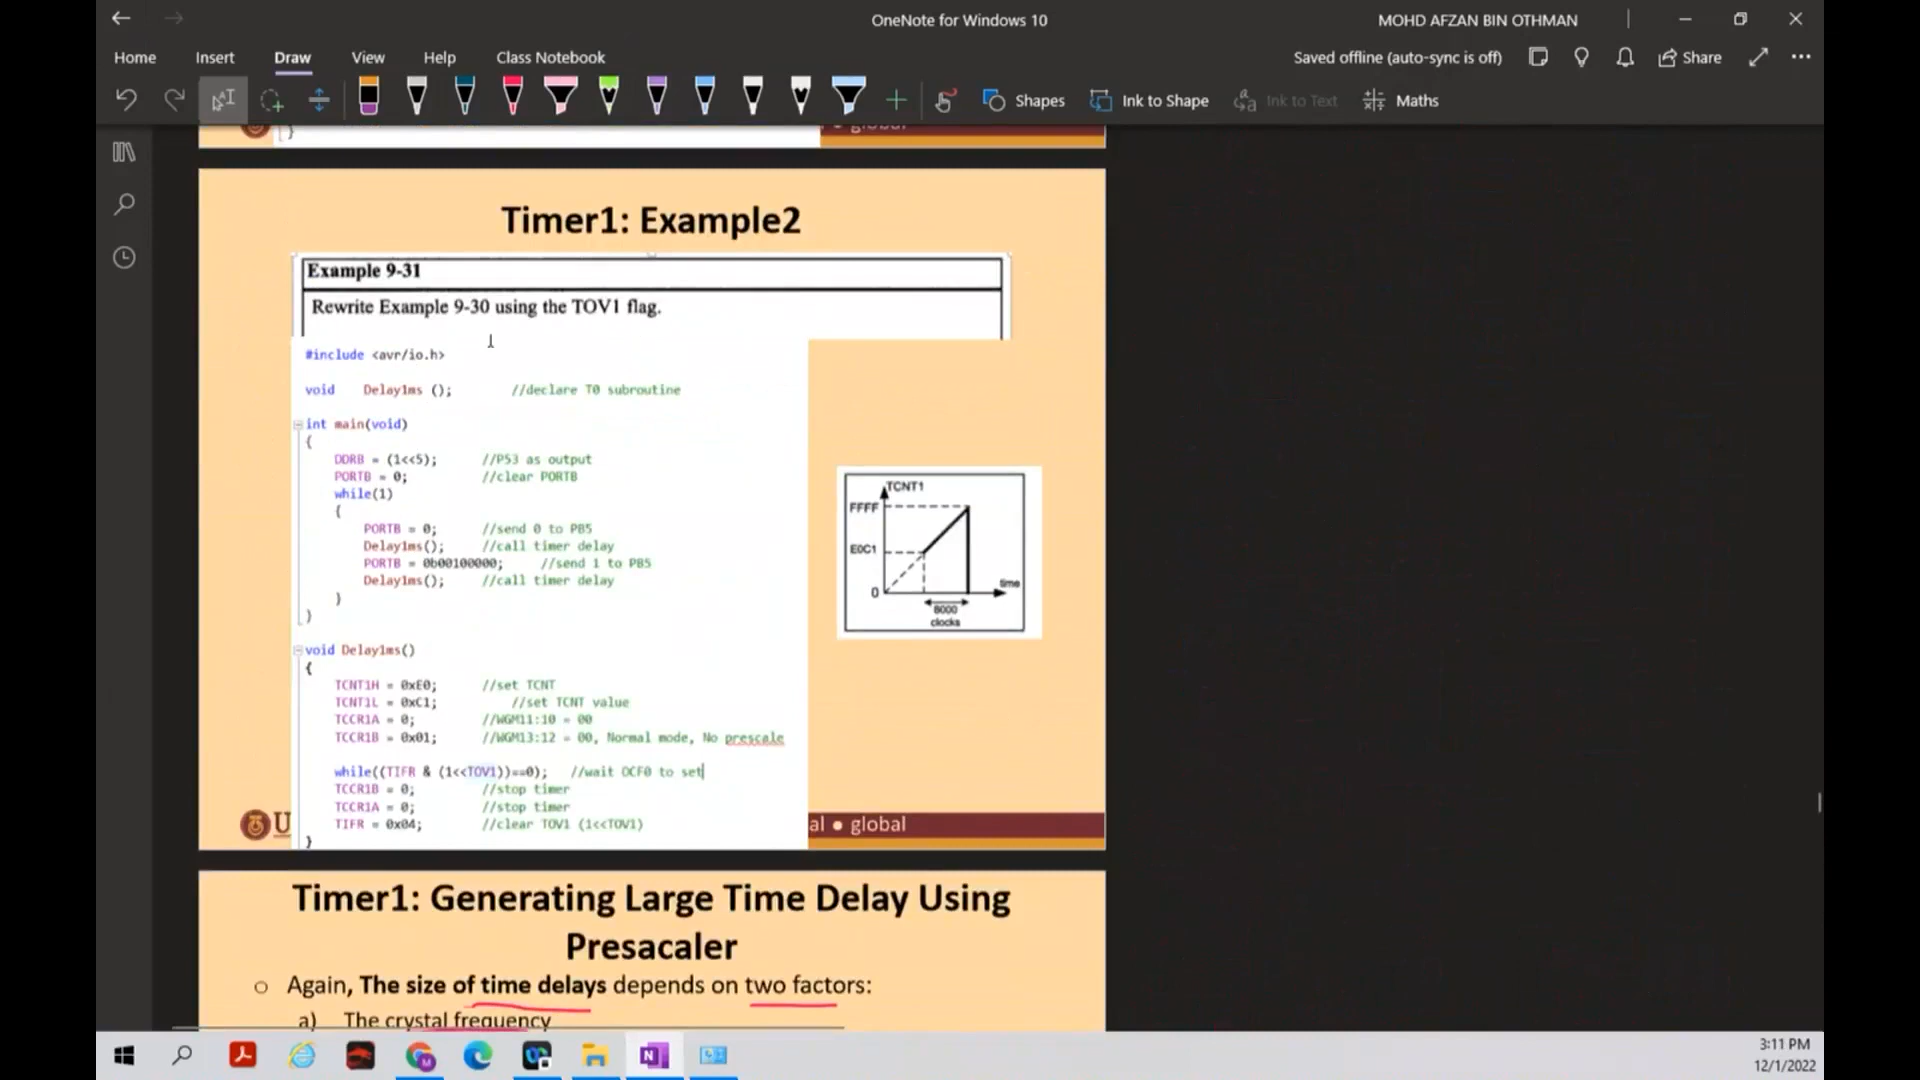 OneNote for Windows 10
MOHD AFZAN BIN OTHMAN
Home Insert Draw View Help Class Notebook
Saved offline (auto-sync is off) Share
Shapes Ink to Shape Ink to Text Maths
}
global
Timer1: Example2
Example 9-31
Rewrite Example 9-30 using the TOV1 flag.
#include <avr/io.h>
void Delay1ms (); //declare T0 subroutine
int main(void)
{
DDRB = (1<<5); //P53 as output
PORTB = 0; //clear PORTB
while(1)
{
PORTB = 0; //send 0 to PB5
Delay1ms(); //call timer delay
PORTB = 0b00100000; //send 1 to PB5
Delay1ms(); //call timer delay
}
}
void Delay1ms()
{
TCNT1H = 0xE0; //set TCNT
TCNT1L = 0xC1; //set TCNT value
TCCR1A = 0; //WGM11:10 = 00
TCCR1B = 0x01; //WGM13:12 = 00, Normal mode, No prescale
while((TIFR & (1<<TOV1))==0); //wait OCF0 to set
TCCR1B = 0; //stop timer
TCCR1A = 0; //stop timer
TIFR = 0x04; //clear TOV1 (1<<TOV1)
}
TCNT1
FFFF
E0C1
0
time
8000
clocks
U
al ● global
Timer1: Generating Large Time Delay Using
Presacaler
o Again, The size of time delays depends on two factors:
a) The crystal frequency
3:11 PM
12/1/2022